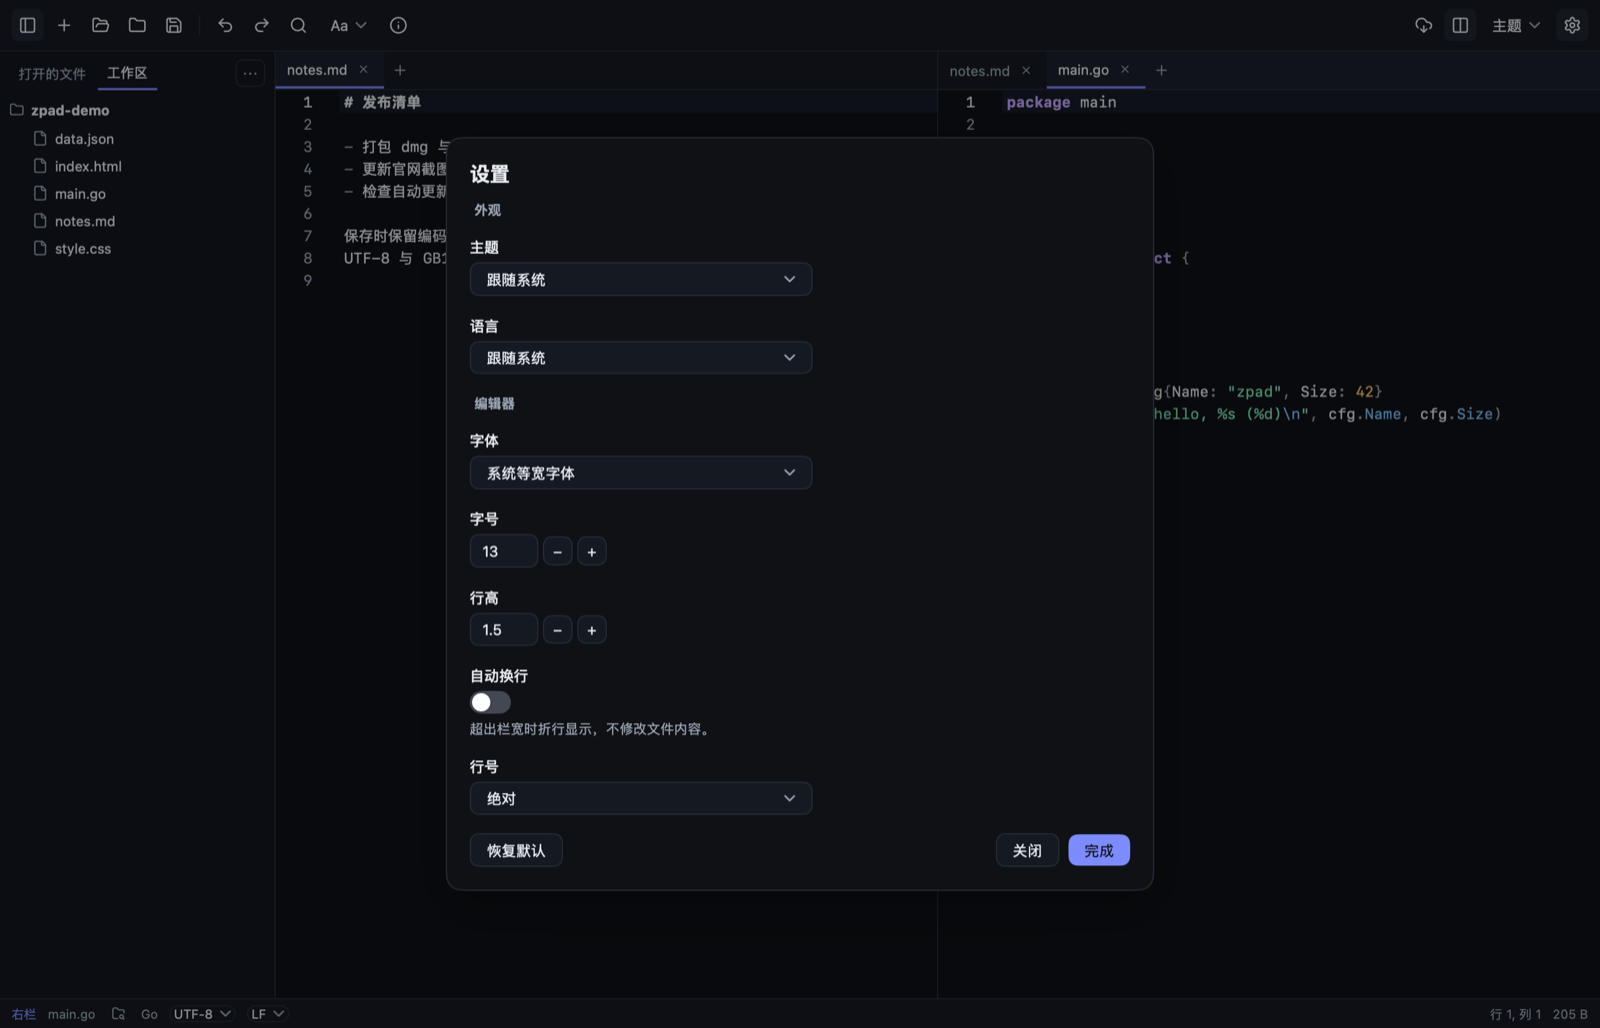 Aa
主题
打开的文件
工作区
zpad-demo
data.json
index.html
main.go
notes.md
style.css
notes.md
1 # 发布清单
2
3 - 打包 dmg 与
4 - 更新官网截图
5 - 检查自动更新
6
7 保存时保留编码
8 UTF-8 与 GB1
9
notes.md
main.go
1 package main
2
ct {
g{Name: "zpad", Size: 42}
hello, %s (%d)\n", cfg.Name, cfg.Size)
设置
外观
主题
跟随系统
语言
跟随系统
编辑器
字体
系统等宽字体
字号
13 − +
行高
1.5 − +
自动换行
超出栏宽时折行显示，不修改文件内容。
行号
绝对
恢复默认
关闭
完成
右栏 main.go Go UTF-8 LF
行 1, 列 1 205 B